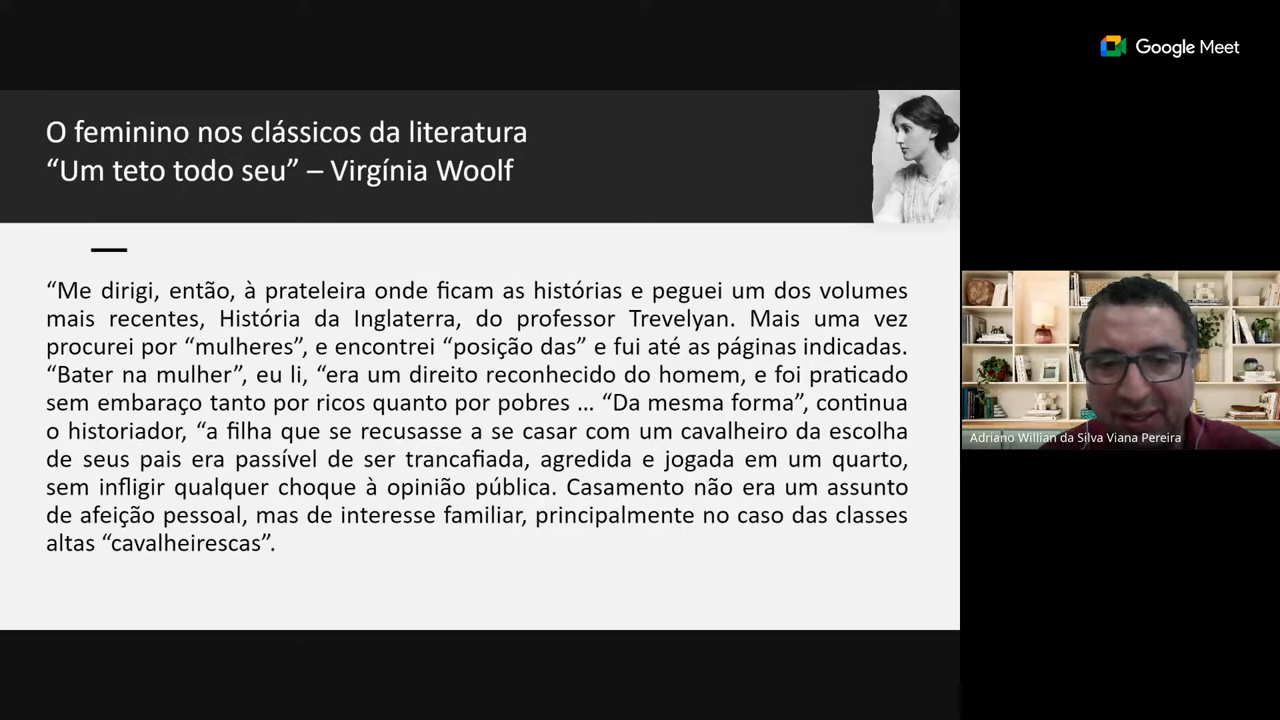 Google Meet
O feminino nos clássicos da literatura
“Um teto todo seu” – Virgínia Woolf
“Me dirigi, então, à prateleira onde ficam as histórias e peguei um dos volumes
mais recentes, História da Inglaterra, do professor Trevelyan. Mais uma vez
procurei por “mulheres”, e encontrei “posição das” e fui até as páginas indicadas.
“Bater na mulher”, eu li, “era um direito reconhecido do homem, e foi praticado
sem embaraço tanto por ricos quanto por pobres ... “Da mesma forma”, continua
o historiador, “a filha que se recusasse a se casar com um cavalheiro da escolha
de seus pais era passível de ser trancafiada, agredida e jogada em um quarto,
sem infligir qualquer choque à opinião pública. Casamento não era um assunto
de afeição pessoal, mas de interesse familiar, principalmente no caso das classes
altas “cavalheirescas”.
Adriano Willian da Silva Viana Pereira